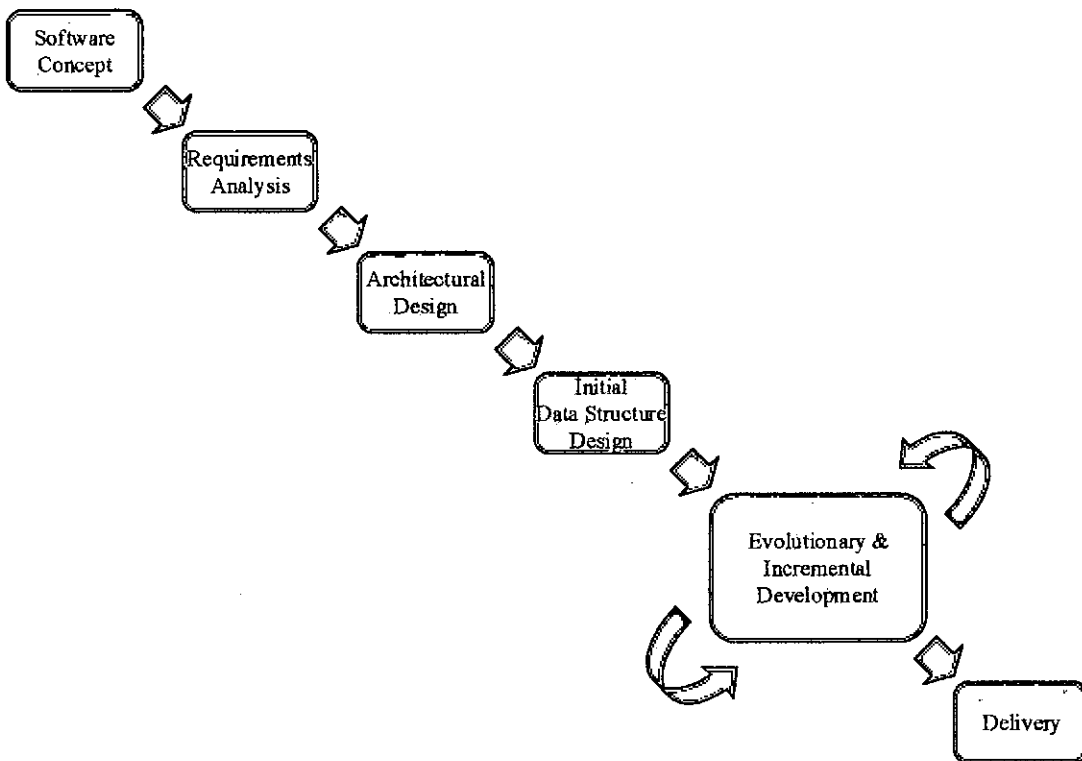 Software
Concept
Requirements
Analysis
Architectural
Design
Initial
Data Structure
Design
Evolutionary &
Incremental
Development
Delivery